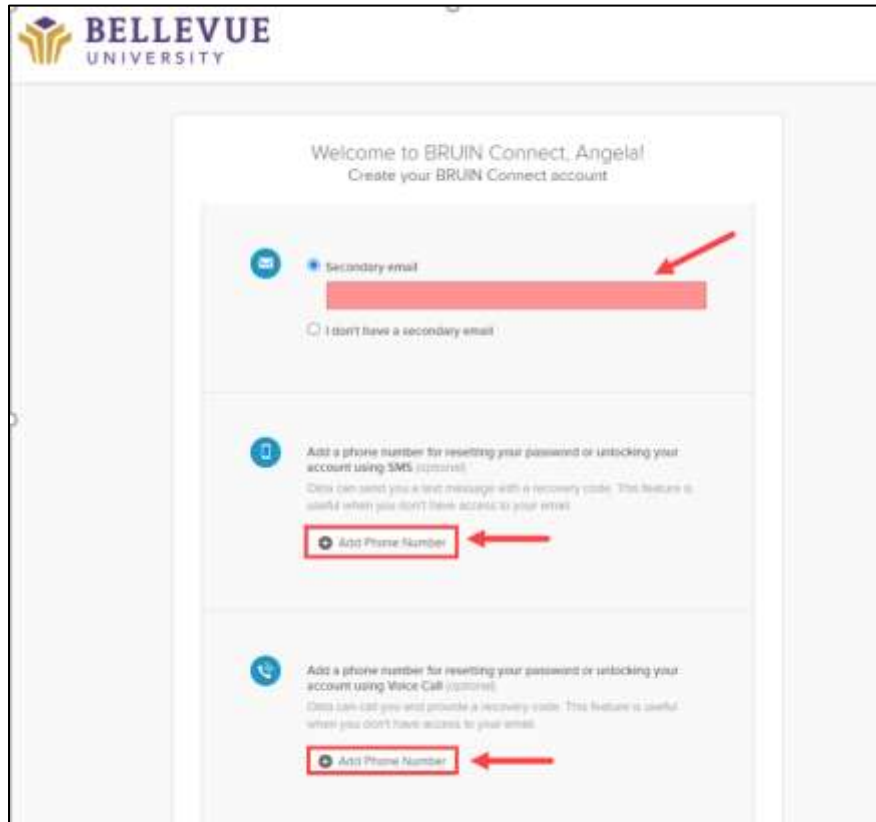 BELLEVUE
UNIVERSITY
Welcome to BRUIN Connect, Angela!
Create your BRUIN Connect account
Secondary email
I don't have a secondary email
Add a phone number for resetting your password or unlocking your
account using SMS (optional)
Okta can send you a text message with a recovery code. This feature is
useful when you don't have access to your email.
Add Phone Number
Add a phone number for resetting your password or unlocking your
account using Voice Call (optional)
Okta can call you and provide a recovery code. This feature is useful
when you don't have access to your email.
Add Phone Number